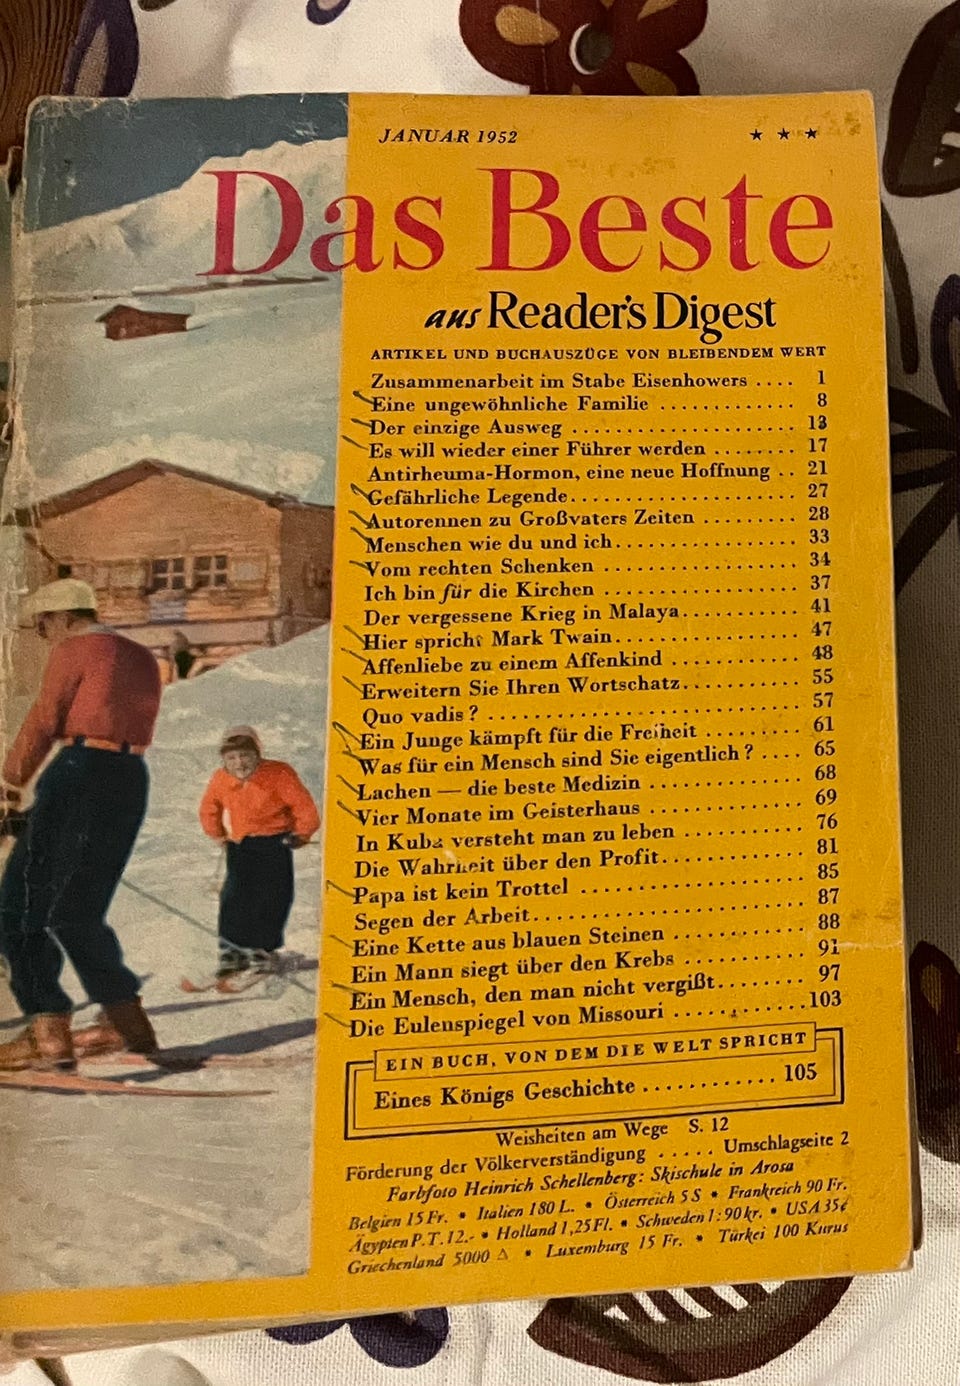 JANUAR 1952 ★ ★ ★
Das Beste
aus Reader's Digest
ARTIKEL UND BUCHAUSZÜGE VON BLEIBENDEM WERT
Zusammenarbeit im Stabe Eisenhowers .... 1
Eine ungewöhnliche Familie ............. 8
Der einzige Ausweg ..................... 13
Es will wieder einer Führer werden ........ 17
Antirheuma-Hormon, eine neue Hoffnung .. 21
Gefährliche Legende..................... 27
Autorennen zu Großvaters Zeiten ......... 28
Menschen wie du und ich................. 33
Vom rechten Schenken .................. 34
Ich bin für die Kirchen .................. 37
Der vergessene Krieg in Malaya........... 41
Hier spricht Mark Twain................. 47
Affenliebe zu einem Affenkind ............ 48
Erweitern Sie Ihren Wortschatz........... 55
Quo vadis? ............................ 57
Ein Junge kämpft für die Freiheit ......... 61
Was für ein Mensch sind Sie eigentlich? .... 65
Lachen — die beste Medizin .............. 68
Vier Monate im Geisterhaus .............. 69
In Kuba versteht man zu leben ........... 76
Die Wahrheit über den Profit............. 81
Papa ist kein Trottel .................... 85
Segen der Arbeit....................... 87
Eine Kette aus blauen Steinen ............ 88
Ein Mann siegt über den Krebs ........... 91
Ein Mensch, den man nicht vergißt........ 97
Die Eulenspiegel von Missouri ............103
EIN BUCH, VON DEM DIE WELT SPRICHT
Eines Königs Geschichte ............ 105
Weisheiten am Wege S. 12
Förderung der Völkerverständigung ..... Umschlagseite 2
Farbfoto Heinrich Schellenberg: Skischule in Arosa
Belgien 15 Fr. * Italien 180 L. * Österreich 5 S * Frankreich 90 Fr.
Ägypten P. T. 12.- * Holland 1,25 Fl. * Schweden 1:90 kr. * USA 35¢
Griechenland 5000 Δ * Luxemburg 15 Fr. * Türkei 100 Kurus